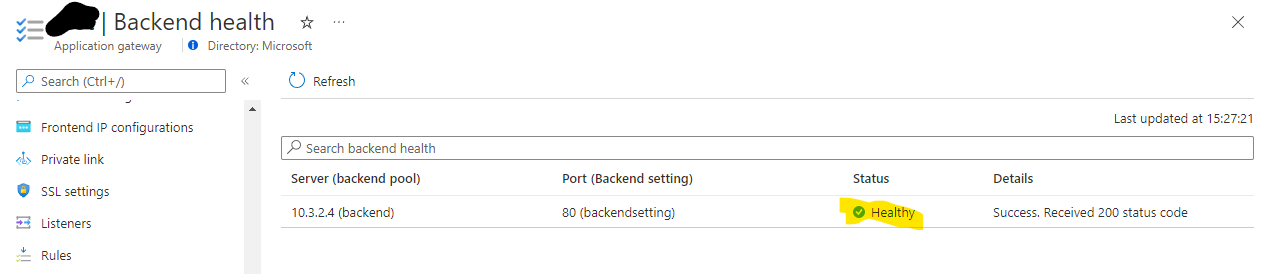 | Backend health ☆ ···
Application gateway | Directory: Microsoft
Search (Ctrl+/) «
Refresh
Frontend IP configurations
Private link
SSL settings
Listeners
Rules
Last updated at 15:27:21
Search backend health
Server (backend pool) Port (Backend setting) Status Details
10.3.2.4 (backend) 80 (backendsetting) Healthy Success. Received 200 status code